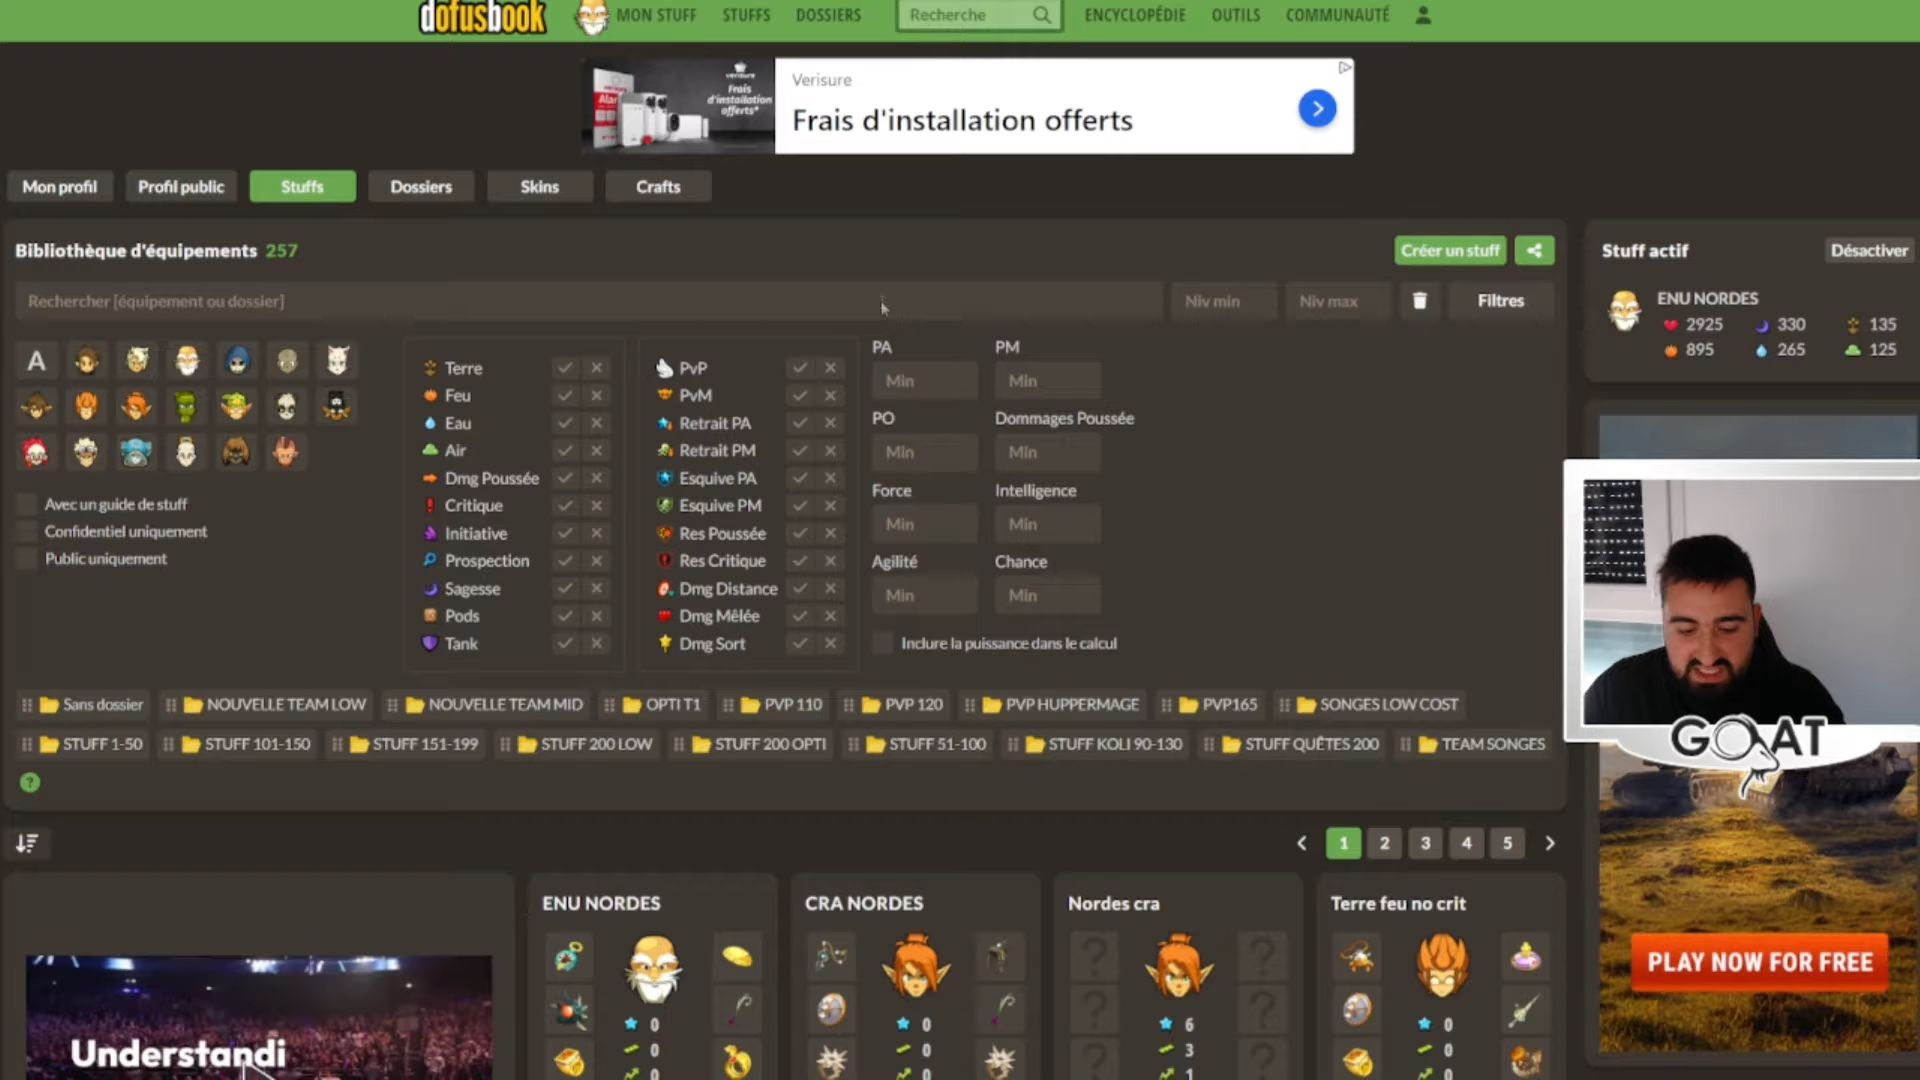 dofusbook MON STUFF STUFFS DOSSIERS Recherche ENCYCLOPÉDIE OUTILS COMMUNAUTÉ
Verisure
Frais d'installation offerts
verisure
Frais
d'installation
offerts*
Mon profil Profil public Stuffs Dossiers Skins Crafts
Bibliothèque d'équipements 257 Créer un stuff
Rechercher [équipement ou dossier] Niv min Niv max Filtres
Stuff actif Désactiver
ENU NORDES
2925 330 135
895 265 125
A
Avec un guide de stuff
Confidentiel uniquement
Public uniquement
Terre
Feu
Eau
Air
Dmg Poussée
Critique
Initiative
Prospection
Sagesse
Pods
Tank
PvP
PvM
Retrait PA
Retrait PM
Esquive PA
Esquive PM
Res Poussée
Res Critique
Dmg Distance
Dmg Mêlée
Dmg Sort
PA PM
Min Min
PO Dommages Poussée
Min Min
Force Intelligence
Min Min
Agilité Chance
Min Min
Inclure la puissance dans le calcul
Sans dossier NOUVELLE TEAM LOW NOUVELLE TEAM MID OPTI T1 PVP 110 PVP 120 PVP HUPPERMAGE PVP165 SONGES LOW COST
STUFF 1-50 STUFF 101-150 STUFF 151-199 STUFF 200 LOW STUFF 200 OPTI STUFF 51-100 STUFF KOLI 90-130 STUFF QUÊTES 200 TEAM SONGES
?
1 2 3 4 5
GOAT
PLAY NOW FOR FREE
Understandi
ENU NORDES
0
0
0
CRA NORDES
0
0
0
Nordes cra
? ?
? 6 ?
? 3 ?
1
Terre feu no crit
0
0
0